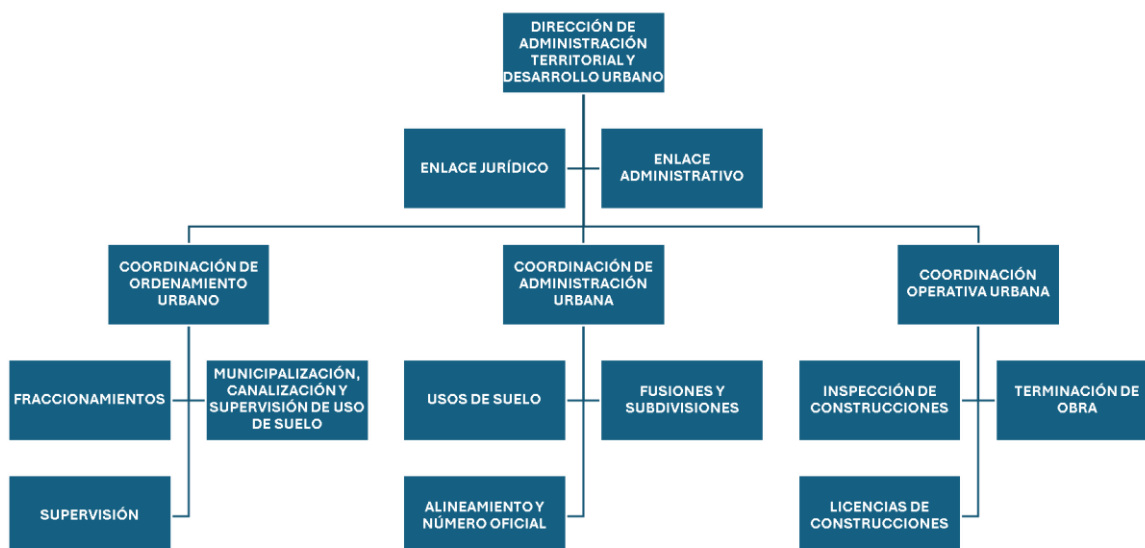 DIRECCIÓN DE
ADMINISTRACIÓN
TERRITORIAL Y
DESARROLLO URBANO
ENLACE JURÍDICO
ENLACE
ADMINISTRATIVO
COORDINACIÓN DE
ORDENAMIENTO
URBANO
COORDINACIÓN DE
ADMINISTRACIÓN
URBANA
COORDINACIÓN
OPERATIVA URBANA
FRACCIONAMIENTOS
MUNICIPALIZACIÓN,
CANALIZACIÓN Y
SUPERVISIÓN DE USO
DE SUELO
USOS DE SUELO
FUSIONES Y
SUBDIVISIONES
INSPECCIÓN DE
CONSTRUCCIONES
TERMINACIÓN DE
OBRA
SUPERVISIÓN
ALINEAMIENTO Y
NÚMERO OFICIAL
LICENCIAS DE
CONSTRUCCIONES